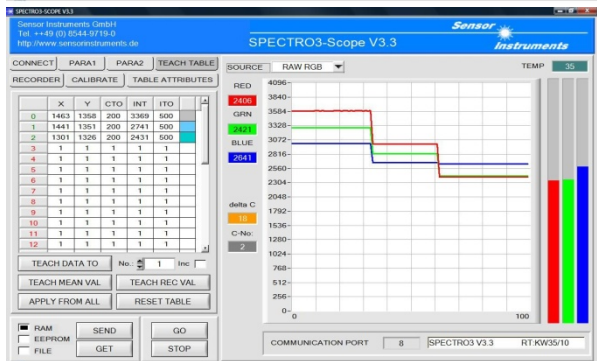 SPECTRO3-SCOPE V3.3
Sensor Instruments GmbH
Tel. ++49 (0) 8544-9719-0
http://www.sensorinstruments.de
SPECTRO3-Scope V3.3
Sensor
Instruments
CONNECT PARA1 PARA2 TEACH TABLE
RECORDER CALIBRATE TABLE ATTRIBUTES
X Y CTO INT ITO
0 1463 1358 200 3369 500
1 1441 1351 200 2741 500
2 1301 1326 200 2431 500
3 1 1 1 1 1
4 1 1 1 1 1
5 1 1 1 1 1
6 1 1 1 1 1
7 1 1 1 1 1
8 1 1 1 1 1
9 1 1 1 1 1
10 1 1 1 1 1
11 1 1 1 1 1
12 1 1 1 1 1
TEACH DATA TO No.: 1 Inc
TEACH MEAN VAL TEACH REC VAL
APPLY FROM ALL RESET TABLE
RAM
EEPROM
FILE
SEND GO
GET STOP
SOURCE RAW RGB
TEMP 35
RED
2406
GRN
2421
BLUE
2641
delta C
18
C-No:
2
4096
3840
3584
3328
3072
2816
2560
2304
2048
1792
1536
1280
1024
768
512
256
0
0 100
COMMUNICATION PORT 8 SPECTRO3 V3.3 RT:KW35/10